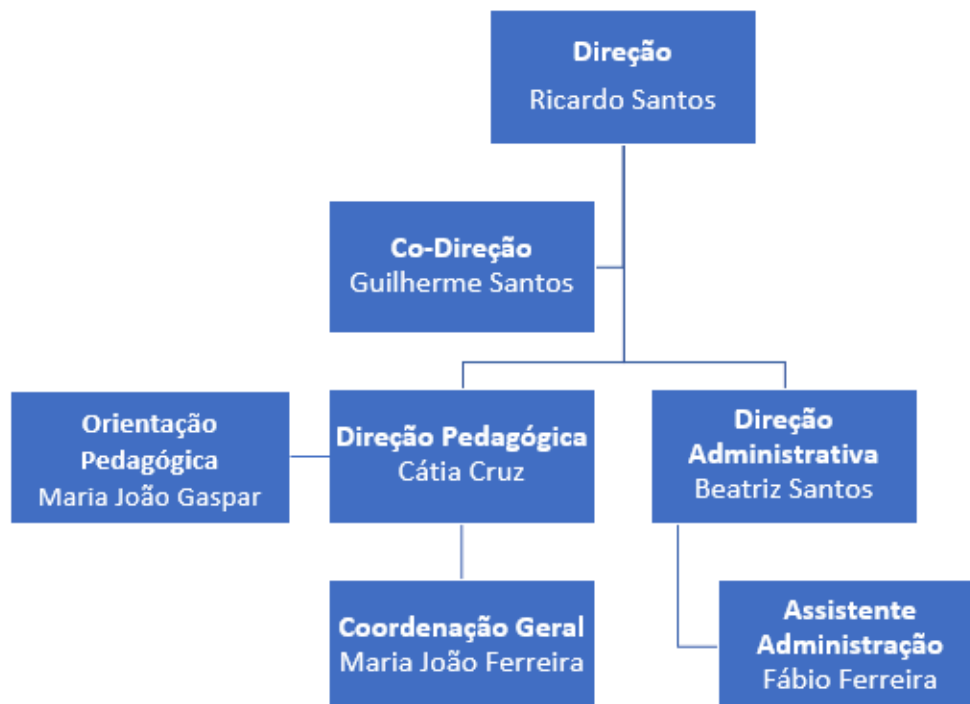 Direção
Ricardo Santos
Co-Direção
Guilherme Santos
Orientação
Pedagógica
Maria João Gaspar
Direção Pedagógica
Cátia Cruz
Direção
Administrativa
Beatriz Santos
Coordenação Geral
Maria João Ferreira
Assistente
Administração
Fábio Ferreira